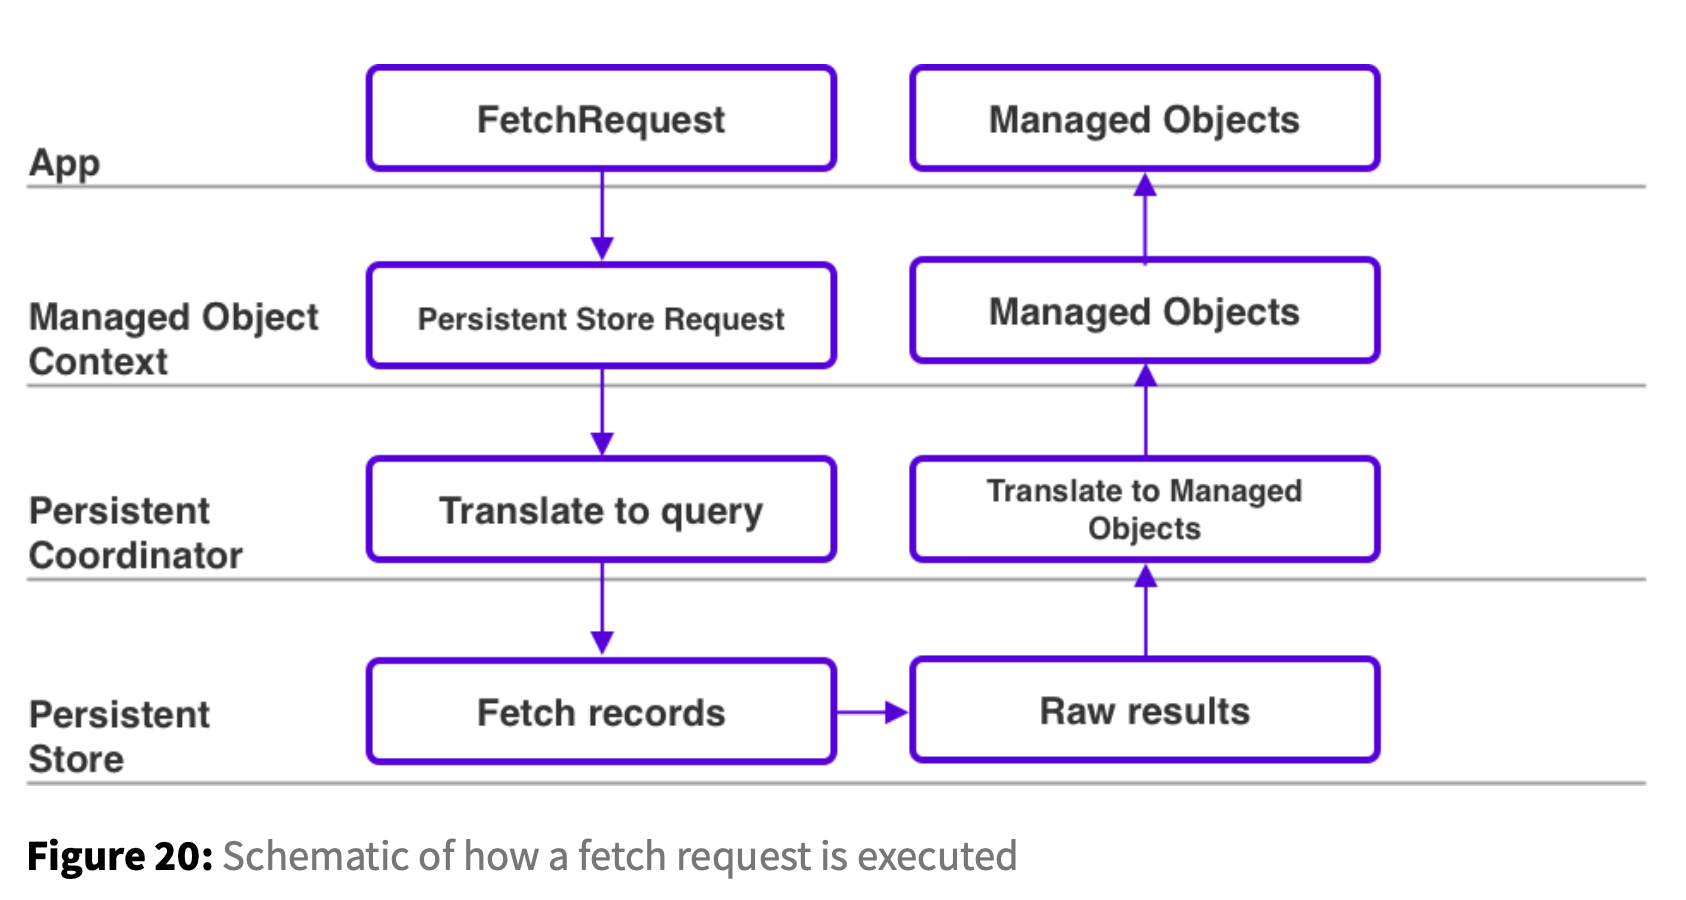 FetchRequest
Managed Objects
App
Persistent Store Request
Managed Objects
Managed Object
Context
Translate to query
Translate to Managed
Objects
Persistent
Coordinator
Fetch records
Raw results
Persistent
Store
Figure 20: Schematic of how a fetch request is executed